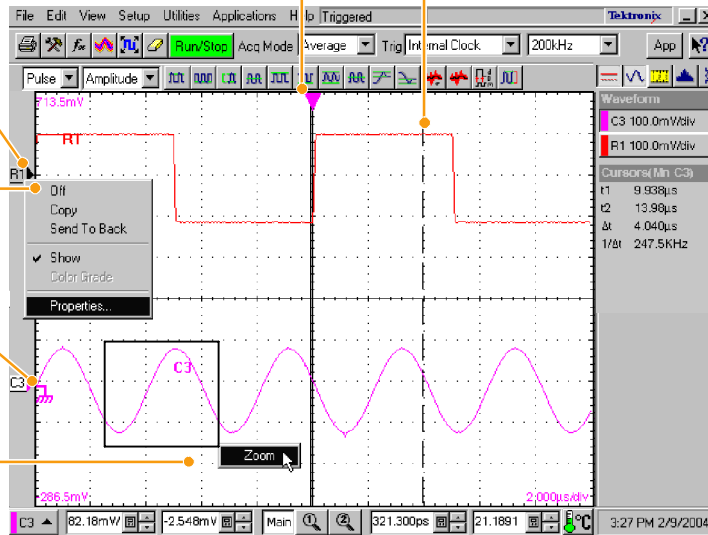 File Edit View Setup Utilities Applications Help Triggered Tektronix
Run/Stop Acq Mode Average Trig Internal Clock 200kHz App
Pulse Amplitude
713.5mV
R1
R1
Off
Copy
Send To Back
Show
Color Grade
Properties...
C3
C3
Zoom
-286.5mV
2.000µs/div
Waveform
C3 100.0mW/div
R1 100.0mW/div
Cursors(Mn C3)
t1 9.938µs
t2 13.98µs
Δt 4.040µs
1/Δt 247.5KHz
C3 82.18mW/ -2.548mV Main 1 2 321.300ps 21.1891 °C 3:27 PM 2/9/2004